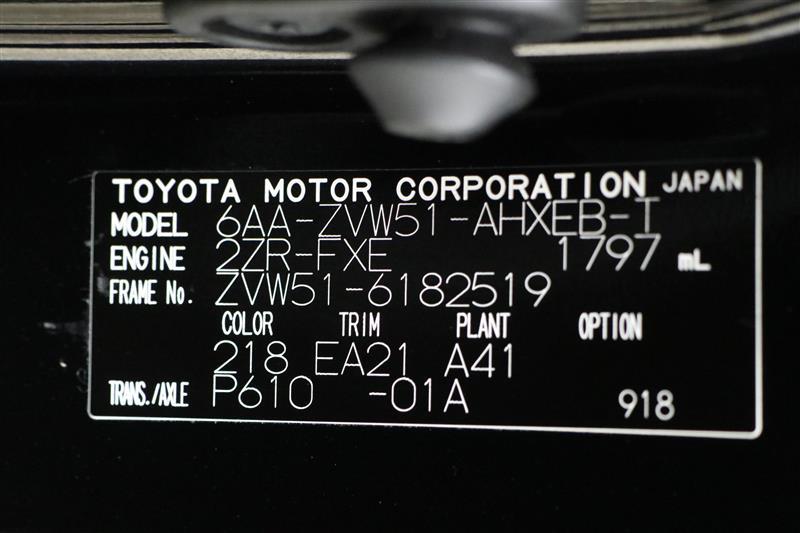 TOYOTA MOTOR CORPORATION JAPAN
MODEL 6AA-ZVW51-AHXEB-T
ENGINE 2ZR-FXE 1797 mL
FRAME No. ZVW51-6182519
COLOR TRIM PLANT OPTION
218 EA21 A41
TRANS./AXLE P610 -01A 918